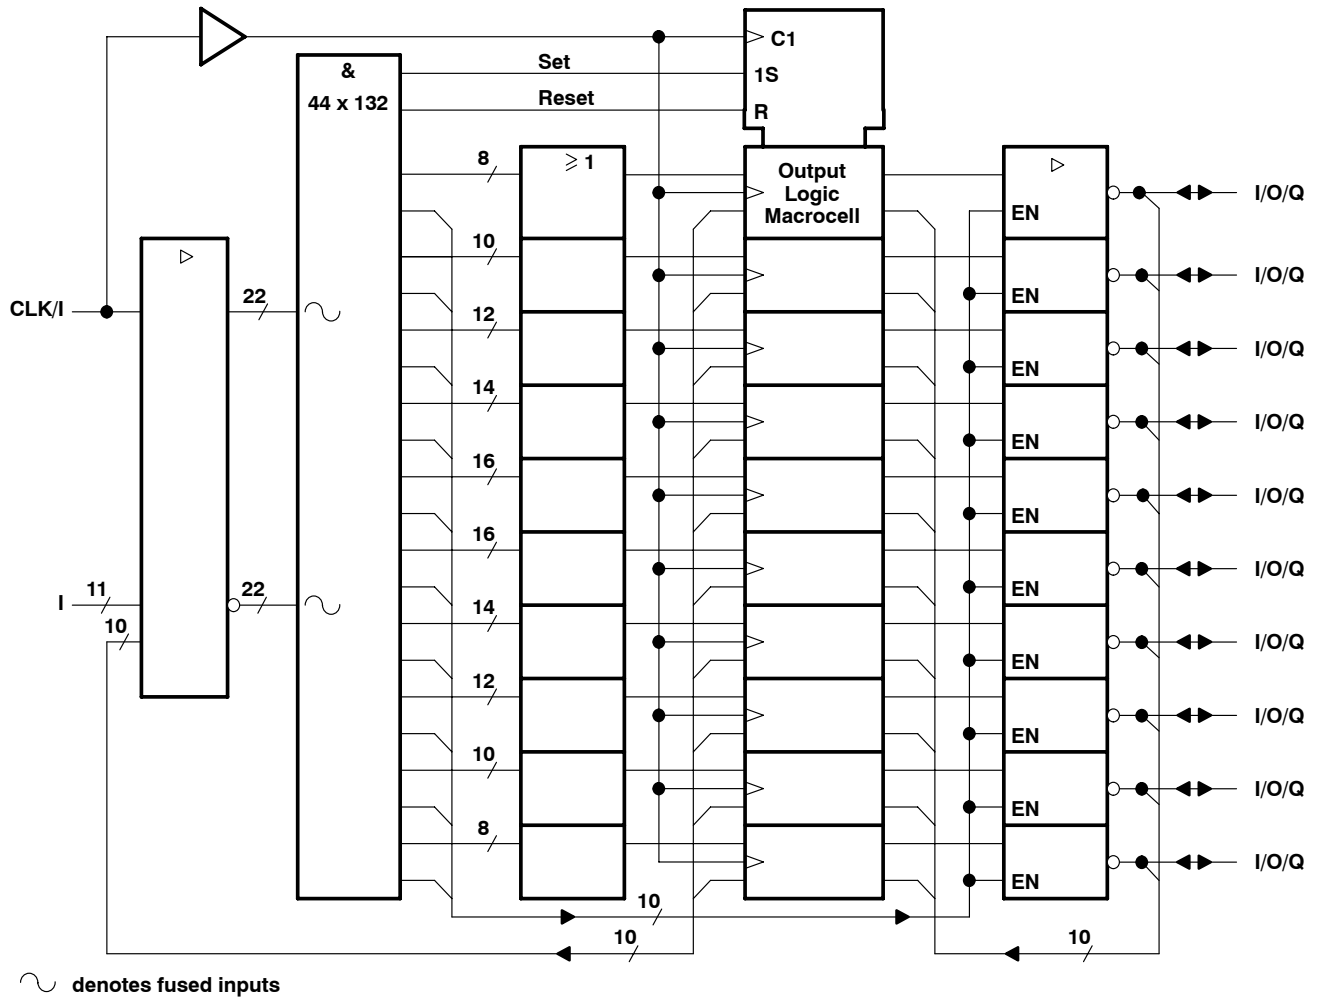 C1
Set
1S
Reset
R
&
44 x 132
8
≥ 1
Output
Logic
Macrocell
I/O/Q
EN
10
I/O/Q
EN
CLK/I
22
12
I/O/Q
EN
14
I/O/Q
EN
16
I/O/Q
EN
16
I/O/Q
EN
I
11
22
10
14
I/O/Q
EN
12
I/O/Q
EN
10
I/O/Q
EN
8
I/O/Q
EN
10
10
10
denotes fused inputs